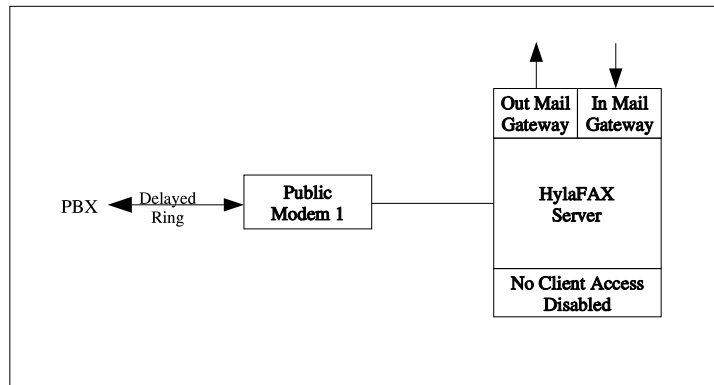 Out Mail
Gateway
In Mail
Gateway
PBX
Delayed
Ring
Public
Modem 1
HylaFAX
Server
No Client Access
Disabled